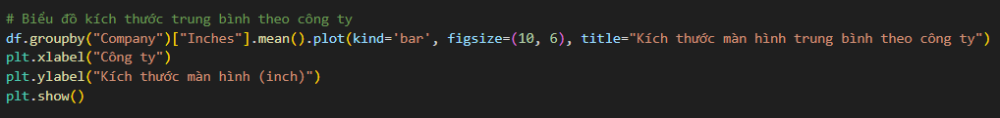 # Biểu đồ kích thước trung bình theo công ty
df.groupby("Company")["Inches"].mean().plot(kind='bar', figsize=(10, 6), title="Kích thước màn hình trung bình theo công ty")
plt.xlabel("Công ty")
plt.ylabel("Kích thước màn hình (inch)")
plt.show()